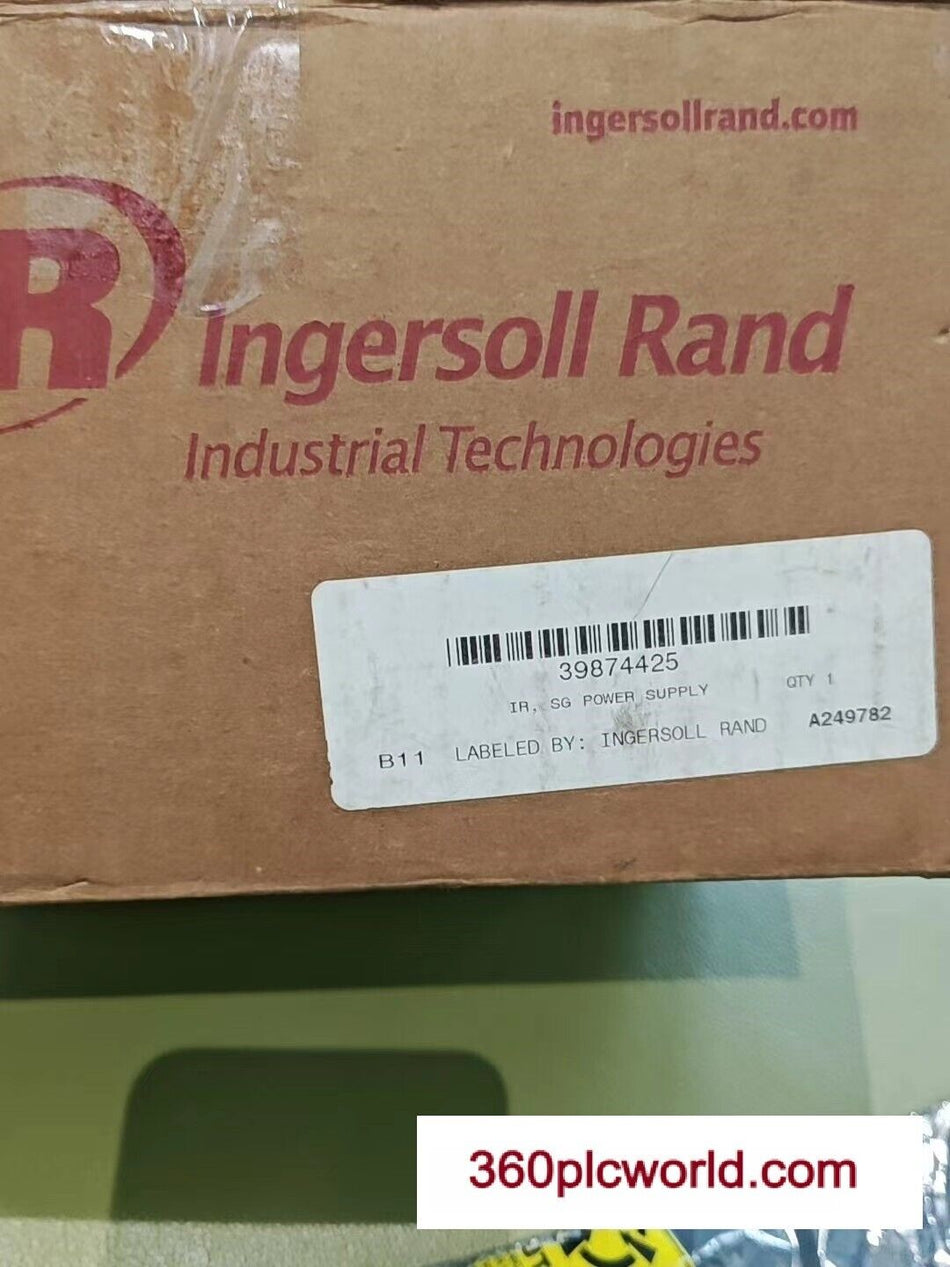 ingersollrand.com
IR
Ingersoll Rand
Industrial Technologies
39874425
IR, SG POWER SUPPLY QTY 1
B11 LABELED BY: INGERSOLL RAND A249782
360plcworld.com